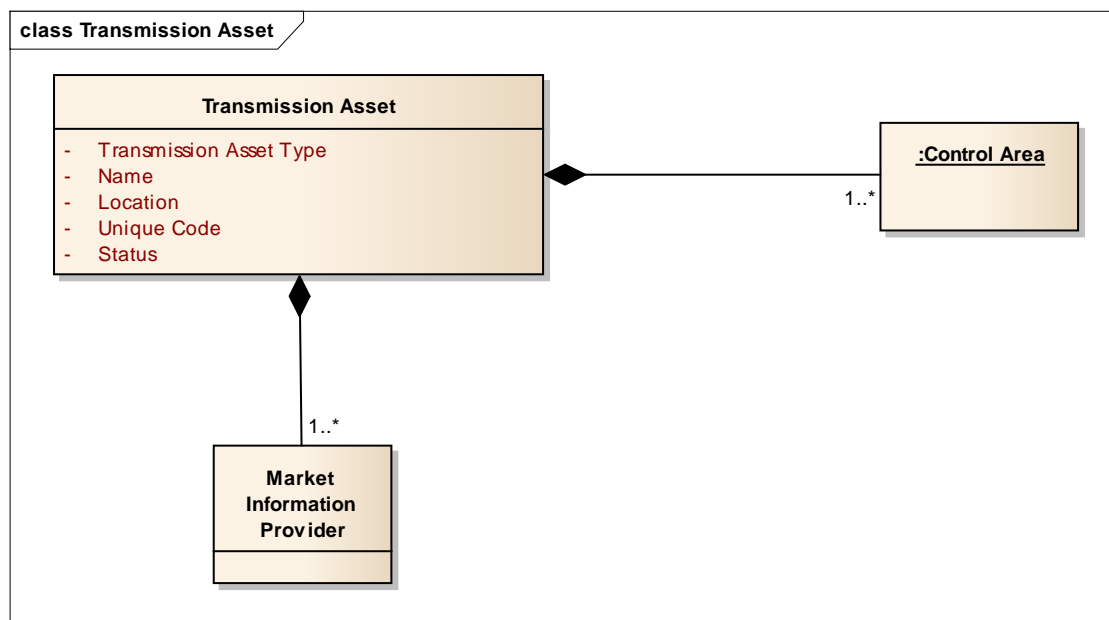 class Transmission Asset
Transmission Asset
- Transmission Asset Type
- Name
- Location
- Unique Code
- Status
:Control Area
1..*
1..*
Market
Information
Provider